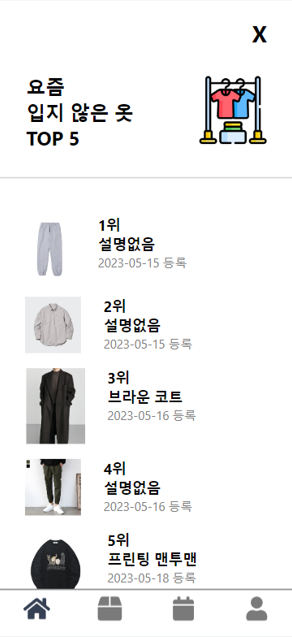 X
요즘
입지 않은 옷
TOP 5
1위
설명없음
2023-05-15 등록
2위
설명없음
2023-05-15 등록
3위
브라운 코트
2023-05-16 등록
4위
설명없음
2023-05-16 등록
5위
프린팅 맨투맨
2023-05-18 등록